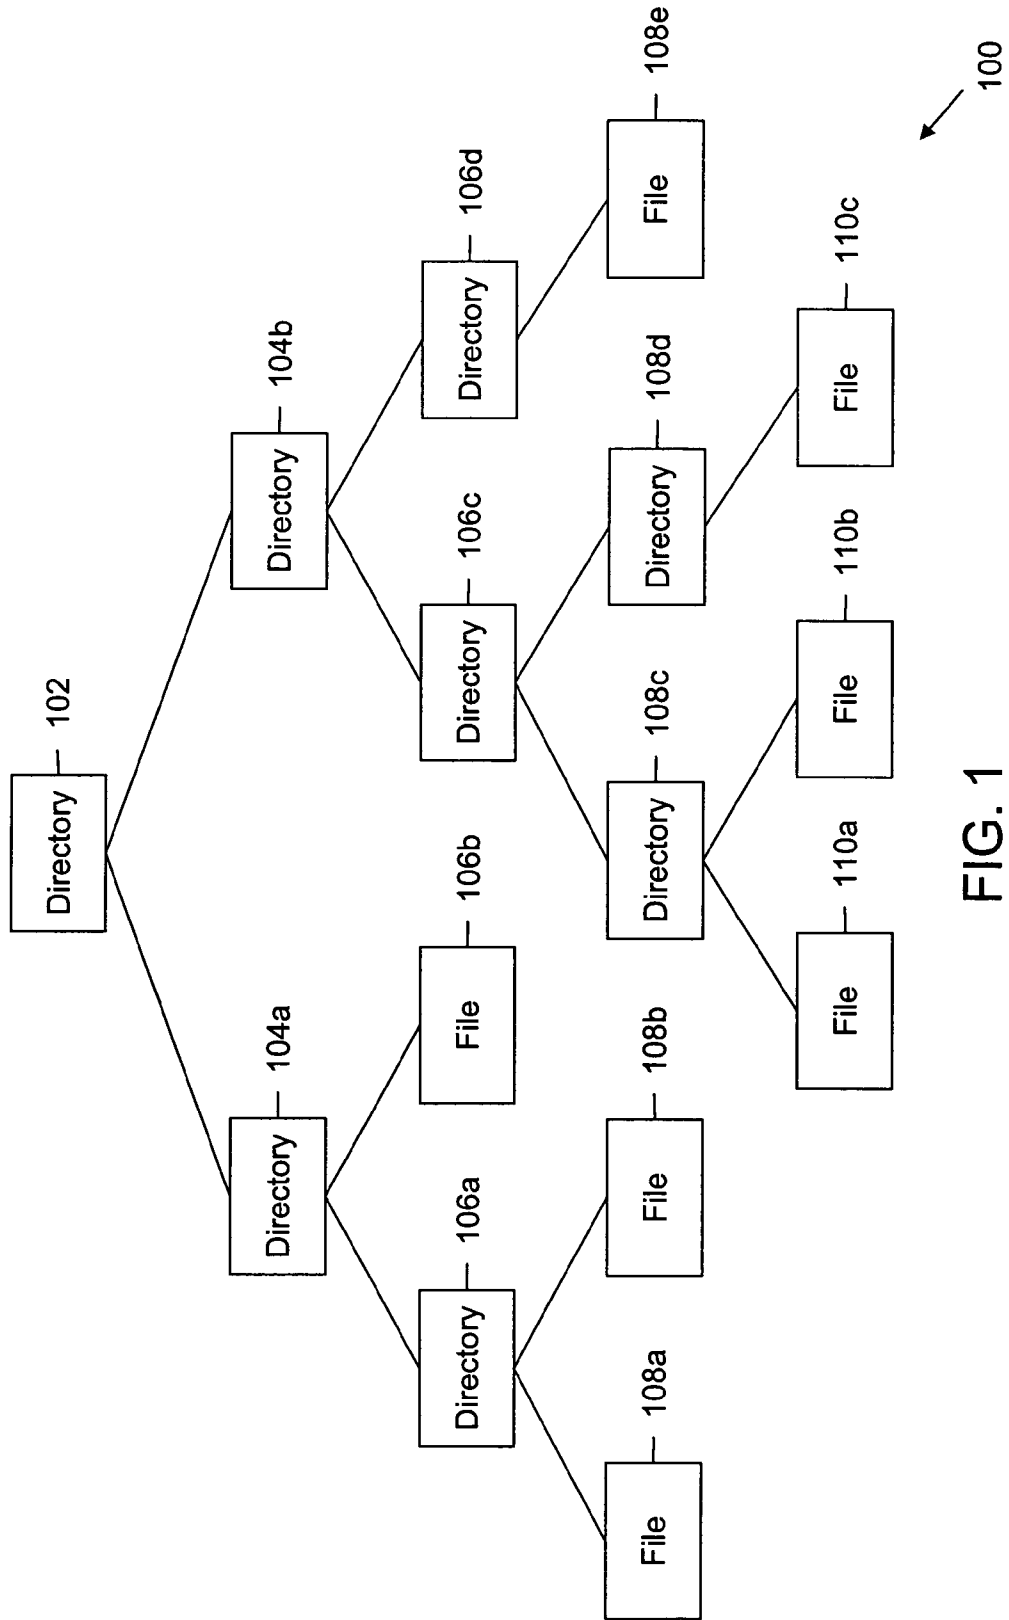 Directory
102
Directory
104a
Directory
104b
Directory
106a
File
106b
Directory
106c
Directory
106d
File
108a
File
108b
Directory
108c
Directory
108d
File
108e
File
110a
File
110b
File
110c
100
FIG. 1